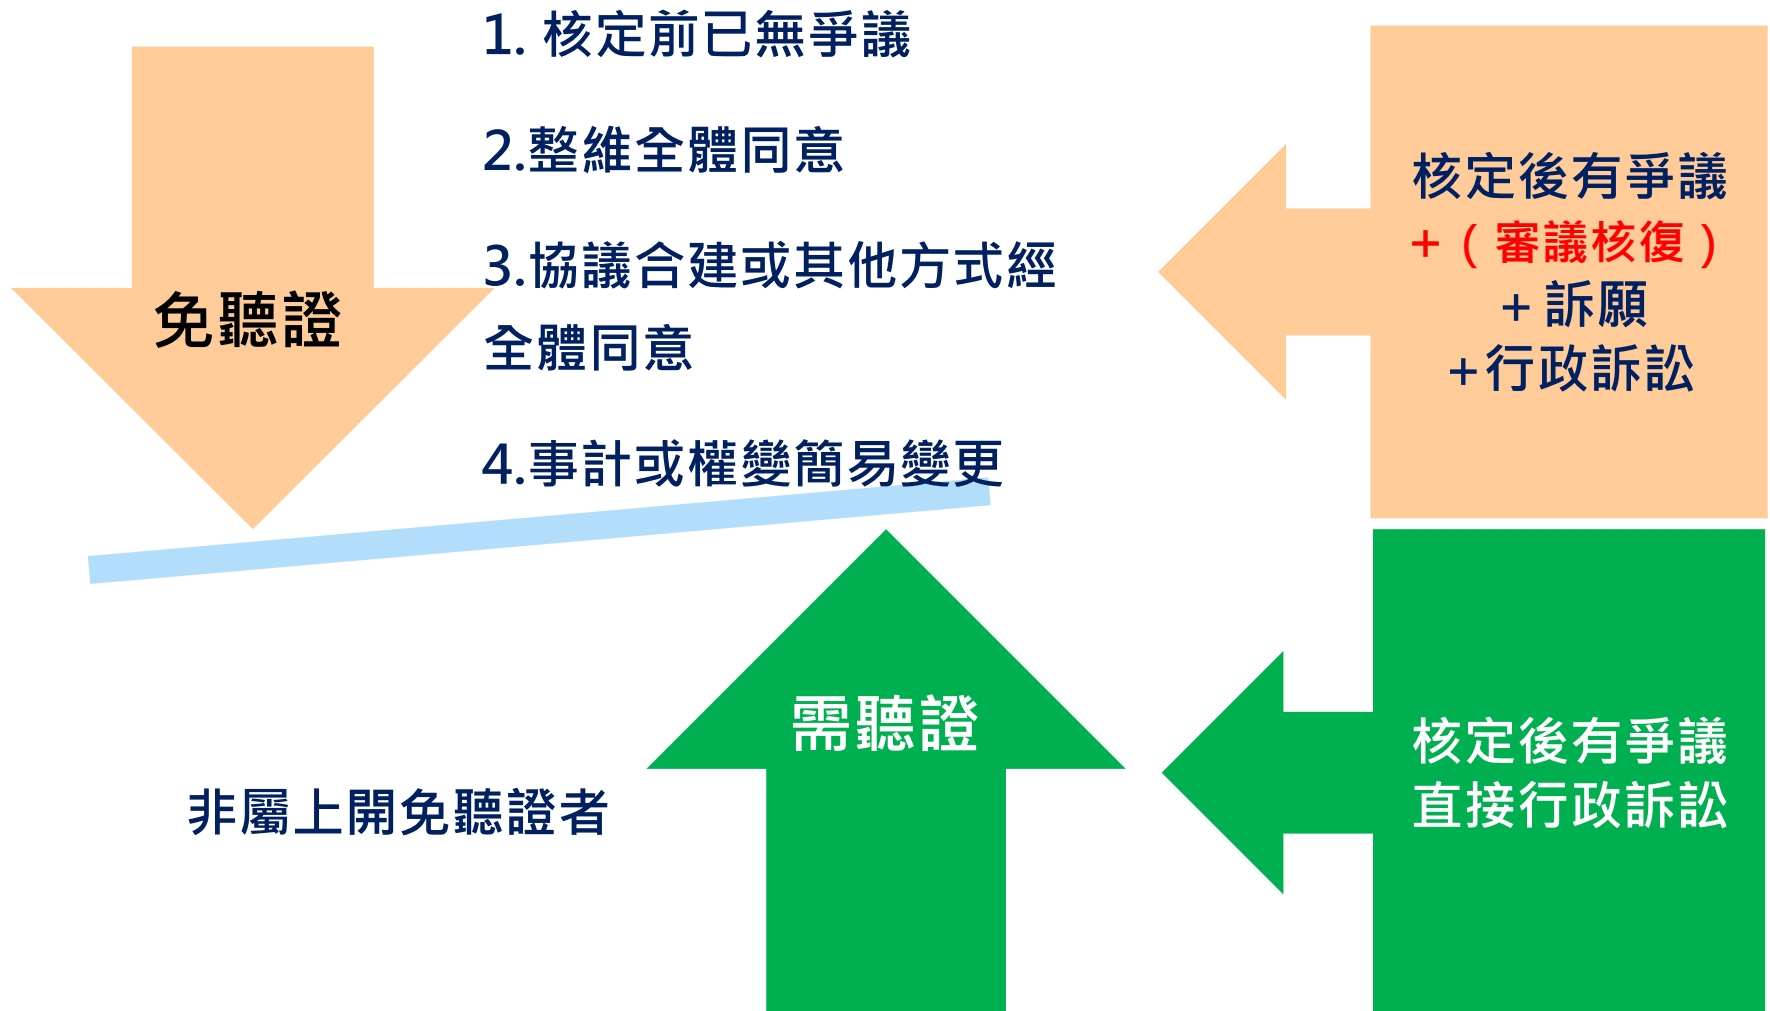 1. 核定前已無爭議
2.整維全體同意
3.協議合建或其他方式經
全體同意
4.事計或權變簡易變更
免聽證
核定後有爭議
+（審議核復）
+訴願
+行政訴訟
需聽證
非屬上開免聽證者
核定後有爭議
直接行政訴訟